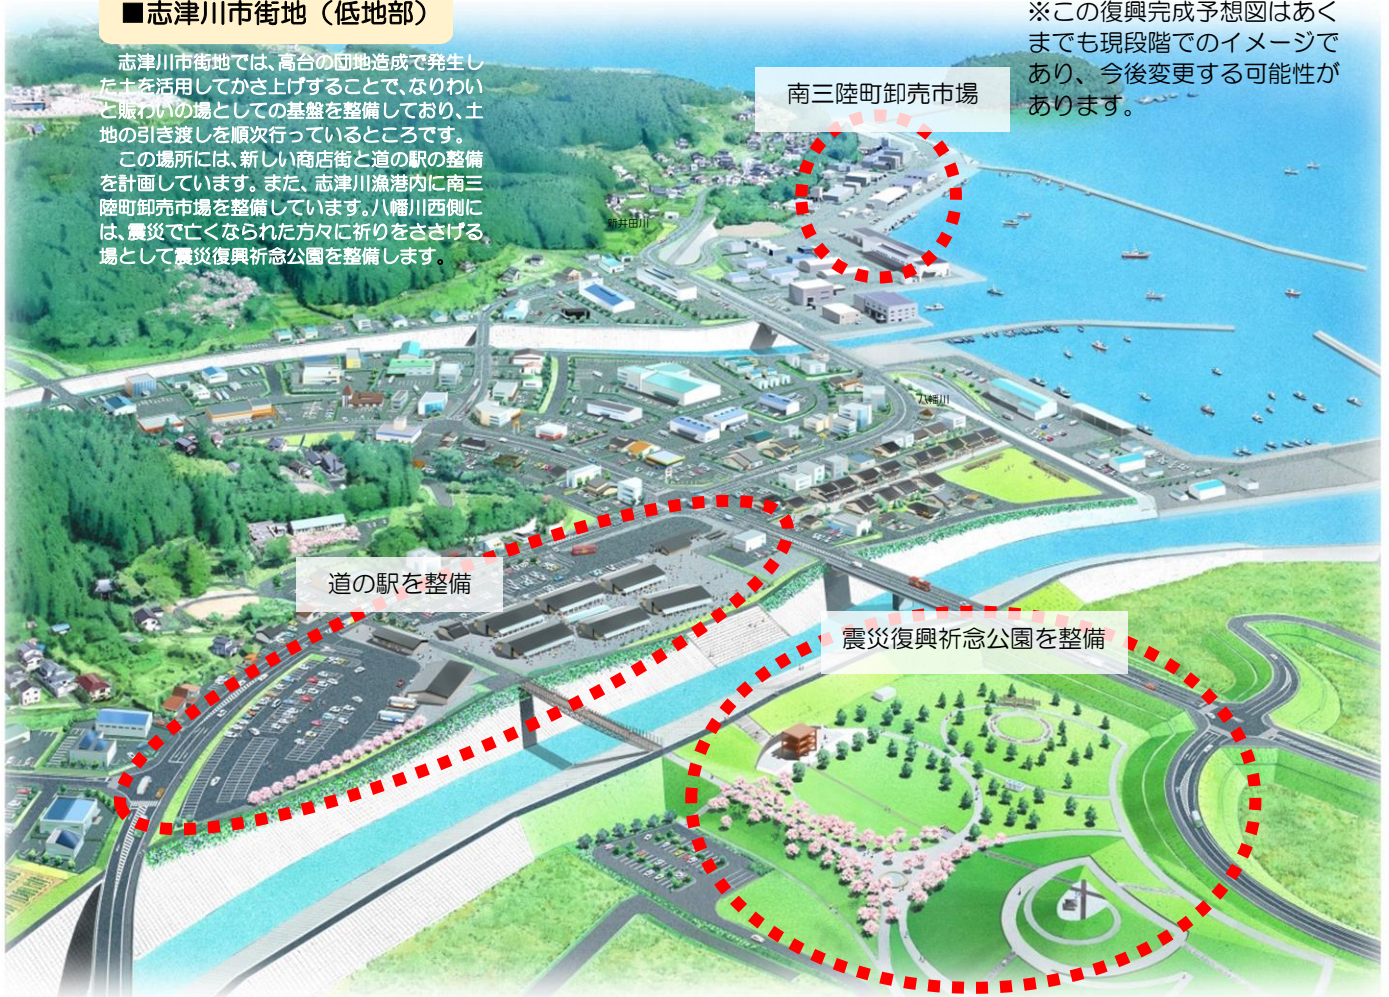 ■志津川市街地（低地部）
志津川市街地では、高台の団地造成で発生し
た土を活用してかさ上げすることで、なりわい
と賑わいの場としての基盤を整備しており、土
地の引き渡しを順次行っているところです。
この場所には、新しい商店街と道の駅の整備
を計画しています。また、志津川漁港内に南三
陸町卸売市場を整備しています。八幡川西側に
は、震災で亡くなられた方々に祈りをささげる
場として震災復興祈念公園を整備します。
※この復興完成予想図はあく
までも現段階でのイメージで
あり、今後変更する可能性が
あります。
南三陸町卸売市場
新井田川
八幡川
道の駅を整備
震災復興祈念公園を整備